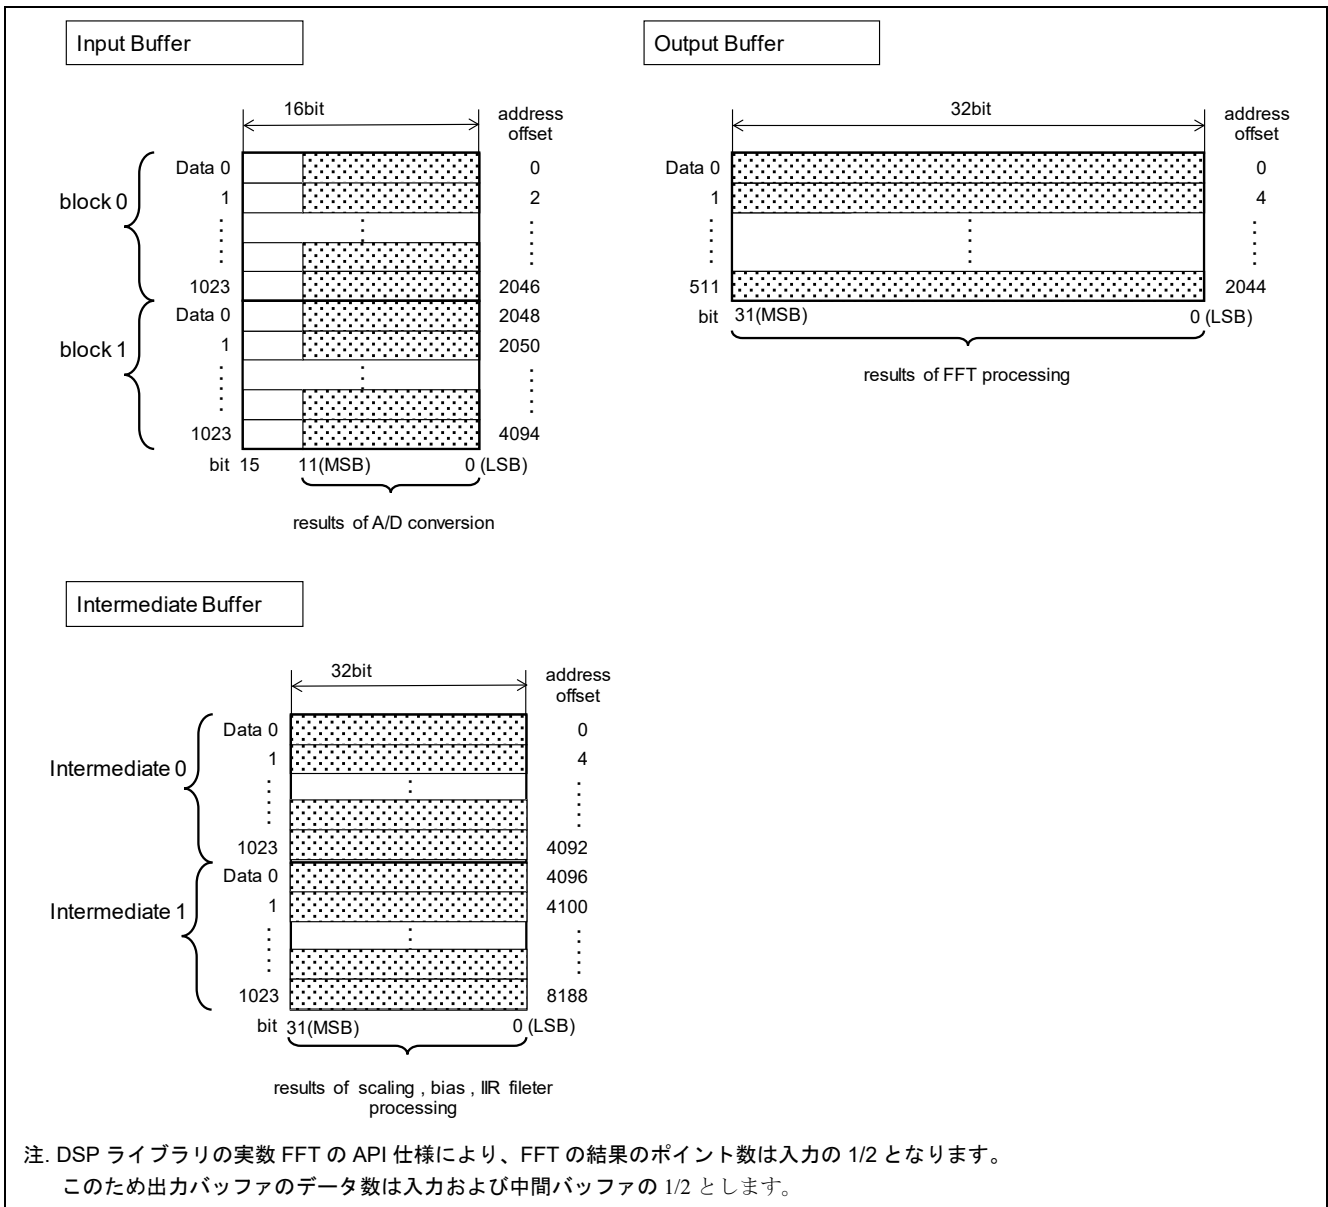 Input Buffer
16bit
address
offset
block 0
Data 0
0
1
2
1023
2046
block 1
Data 0
2048
1
2050
1023
4094
bit 15 11(MSB) 0 (LSB)
results of A/D conversion
Output Buffer
32bit
address
offset
Data 0
0
1
4
511
2044
bit 31(MSB) 0 (LSB)
results of FFT processing
Intermediate Buffer
32bit
address
offset
Intermediate 0
Data 0
0
1
4
1023
4092
Intermediate 1
Data 0
4096
1
4100
1023
8188
bit 31(MSB) 0 (LSB)
results of scaling , bias , IIR fileter
processing
注. DSP ライブラリの実数 FFT の API 仕様により、FFT の結果のポイント数は入力の 1/2 となります。
このため出力バッファのデータ数は入力および中間バッファの 1/2 とします。